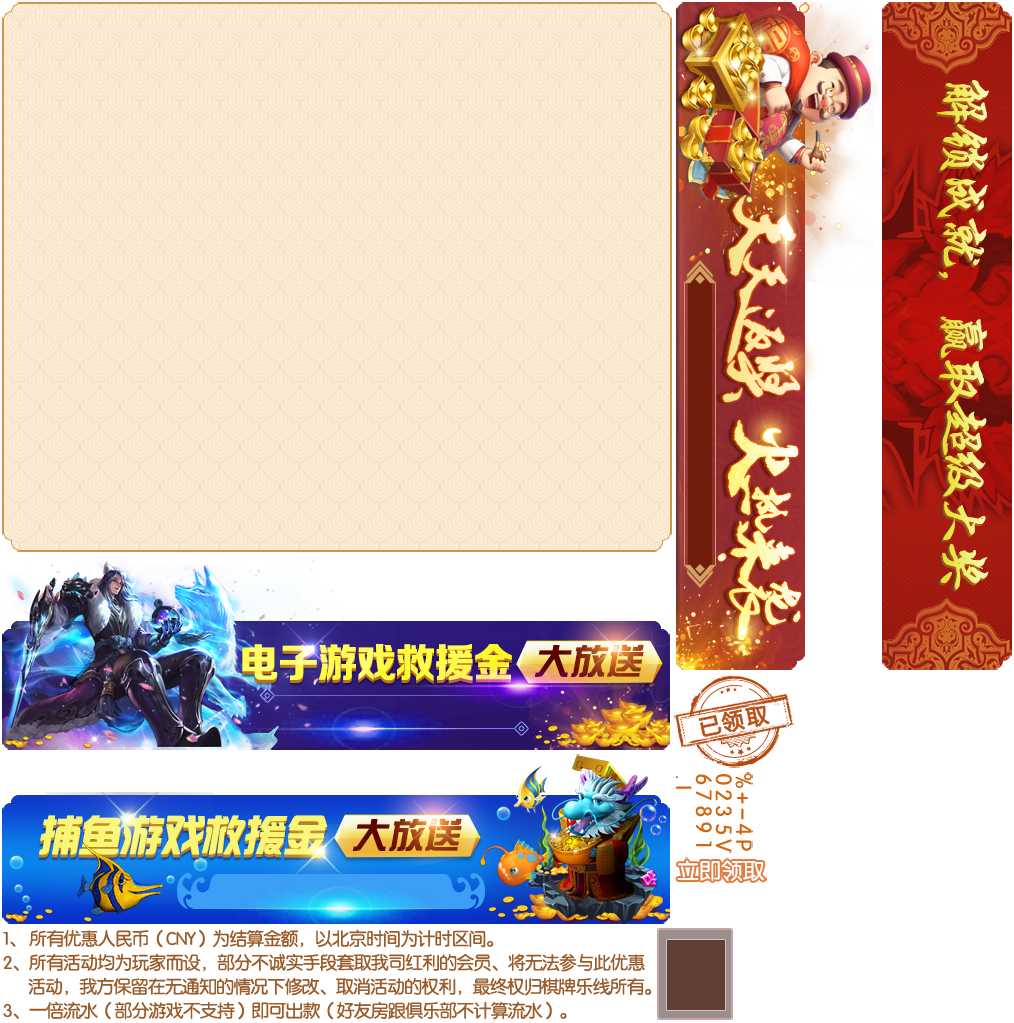 解锁成就，赢取超级大奖
天天
火热来袭
电子游戏救援金 大放送
已领取
%+-4P
0235V
67891
立即领取
捕鱼游戏救援金 大放送
1、所有优惠人民币（CNY）为结算金额，以北京时间为计时区间。
2、所有活动均为玩家而设，部分不诚实手段套取我司红利的会员、将无法参与此优惠
活动，我方保留在无通知的情况下修改、取消活动的权利，最终权归棋牌乐线所有。
3、一倍流水（部分游戏不支持）即可出款（好友房跟俱乐部不计算流水）。